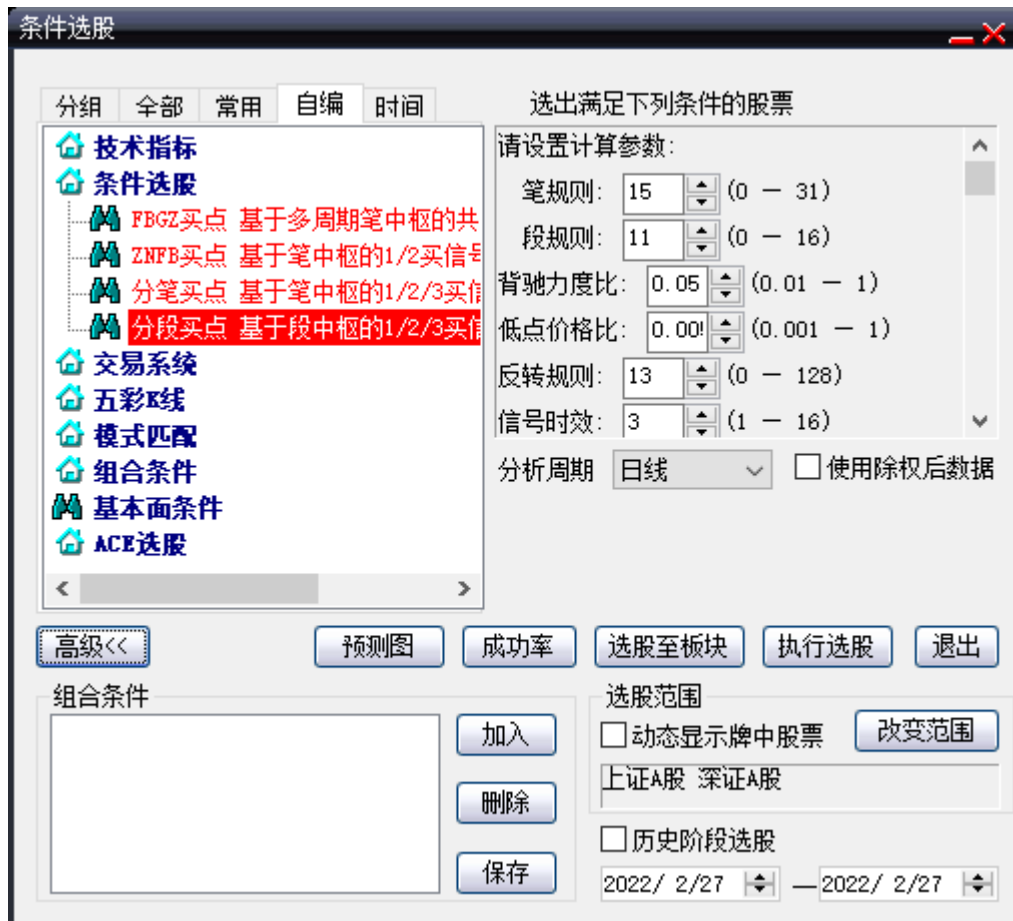 条件选股
分组 全部 常用 自编 时间
技术指标
条件选股
FBGZ买点 基于多周期笔中枢的共
ZNFB买点 基于笔中枢的1/2买信号
分笔买点 基于笔中枢的1/2/3买信
分段买点 基于段中枢的1/2/3买信
交易系统
五彩K线
模式匹配
组合条件
基本面条件
ACE选股
选出满足下列条件的股票
请设置计算参数:
笔规则: 15 (0 — 31)
段规则: 11 (0 — 16)
背驰力度比: 0.05 (0.01 — 1)
低点价格比: 0.00 (0.001 — 1)
反转规则: 13 (0 — 128)
信号时效: 3 (1 — 16)
分析周期 日线 使用除权后数据
高级<< 预测图 成功率 选股至板块 执行选股 退出
组合条件
加入
删除
保存
选股范围
动态显示牌中股票 改变范围
上证A股 深证A股
历史阶段选股
2022/ 2/27 — 2022/ 2/27